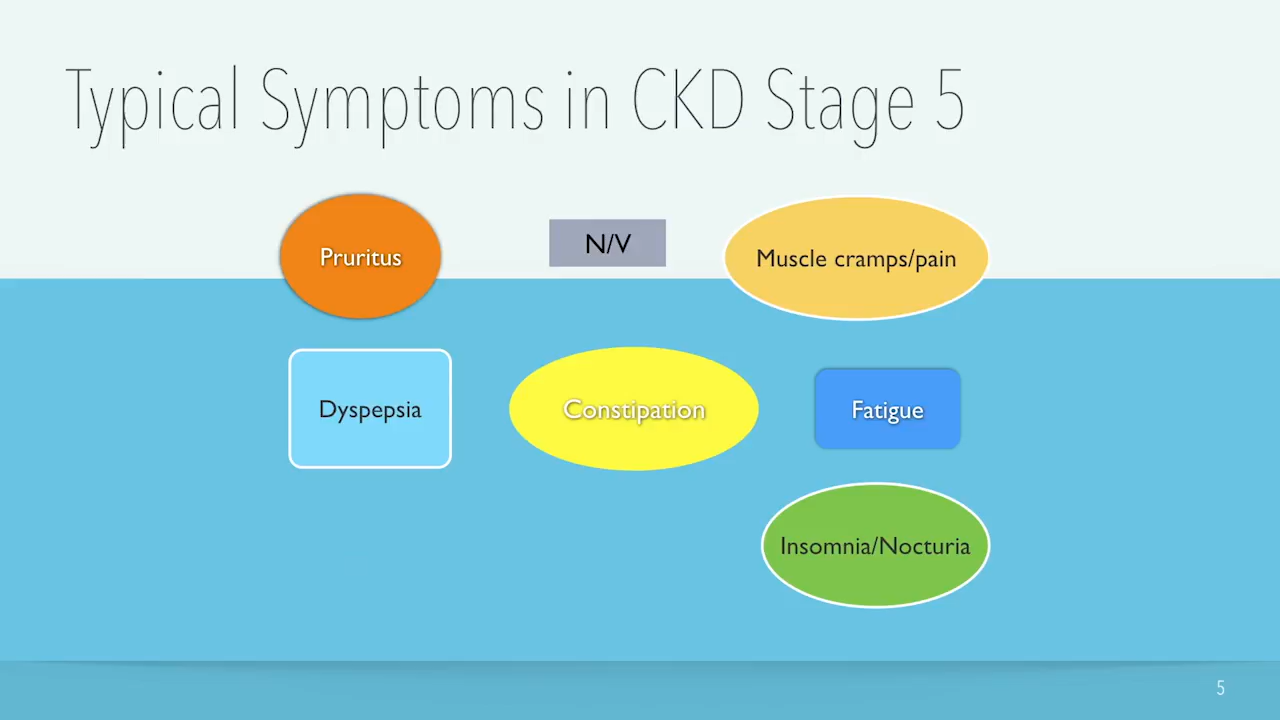 Typical Symptoms in CKD Stage 5
Pruritus
N/V
Muscle cramps/pain
Dyspepsia
Constipation
Fatigue
Insomnia/Nocturia
5